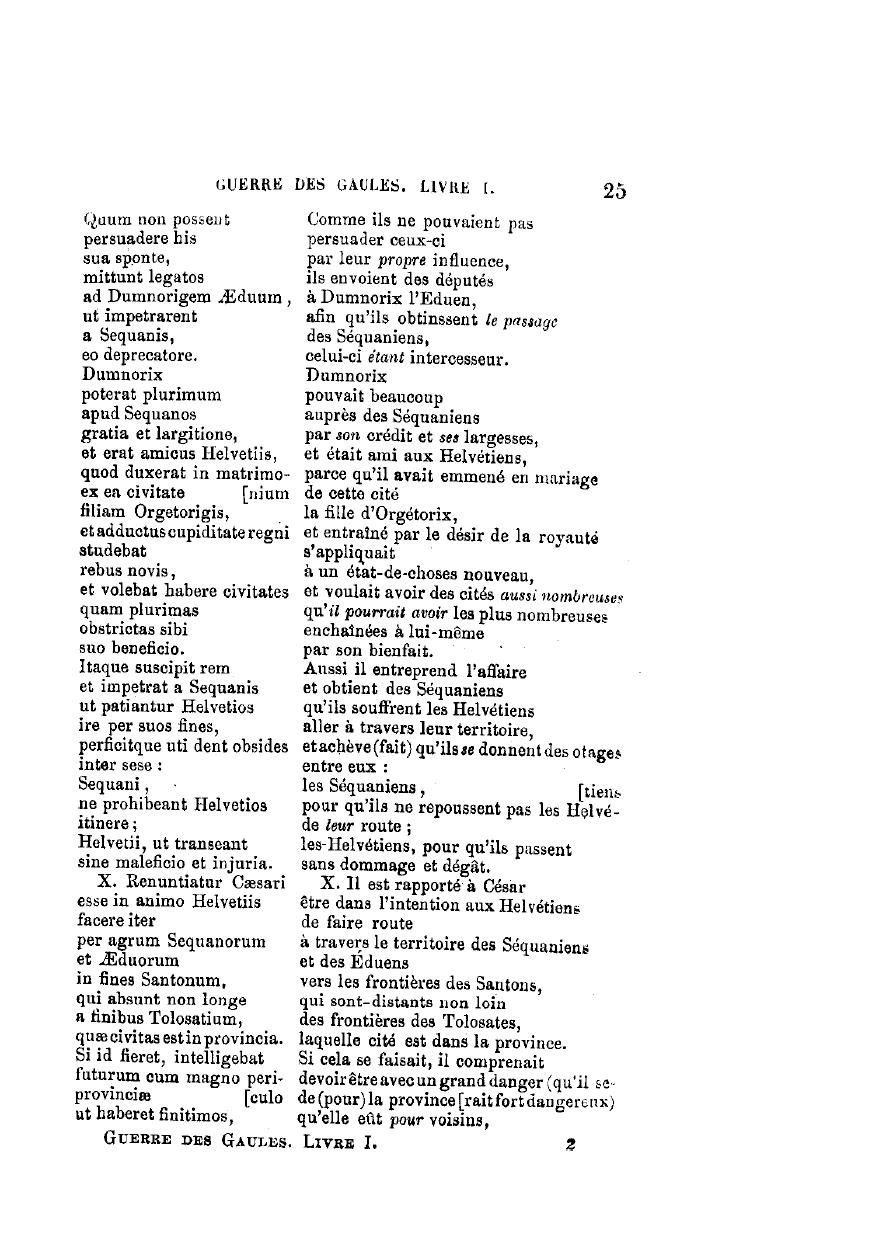 GUERRE DES GAULES. LIVRE I. 25
Quum non possent
persuadere his
sua sponte,
mittunt legatos
ad Dumnorigem Æduum,
ut impetrarent
a Sequanis,
eo deprecatore.
Dumnorix
poterat plurimum
apud Sequanos
gratia et largitione,
et erat amicus Helvetiis,
quod duxerat in matrimo-
ex ea civitate [nium
filiam Orgetorigis,
et adductus cupiditate regni
studebat
rebus novis,
et volebat habere civitates
quam plurimas
obstrictas sibi
suo beneficio.
Itaque suscipit rem
et impetrat a Sequanis
ut patiantur Helvetios
ire per suos fines,
perficitque uti dent obsides
inter sese :
Sequani,
ne prohibeant Helvetios
itinere ;
Helvetii, ut transeant
sine maleficio et injuria.
X. Renuntiatur Cæsari
esse in animo Helvetiis
facere iter
per agrum Sequanorum
et Æduorum
in fines Santonum,
qui absunt non longe
a finibus Tolosatium,
quæ civitas est in provincia.
Si id fieret, intelligebat
futurum cum magno peri-
provinciæ [culo
ut haberet finitimos,
Comme ils ne pouvaient pas
persuader ceux-ci
par leur propre influence,
ils envoient des députés
à Dumnorix l'Eduen,
afin qu'ils obtinssent le passage
des Séquaniens,
celui-ci étant intercesseur.
Dumnorix
pouvait beaucoup
auprès des Séquaniens
par son crédit et ses largesses,
et était ami aux Helvétiens,
parce qu'il avait emmené en mariage
de cette cité
la fille d'Orgétorix,
et entraîné par le désir de la royauté
s'appliquait
à un état-de-choses nouveau,
et voulait avoir des cités aussi nombreuses
qu'il pourrait avoir les plus nombreuses
enchaînées à lui-même
par son bienfait.
Aussi il entreprend l'affaire
et obtient des Séquaniens
qu'ils souffrent les Helvétiens
aller à travers leur territoire,
et achève (fait) qu'ils se donnent des otages
entre eux :
les Séquaniens, [tiens
pour qu'ils ne repoussent pas les Helvé-
de leur route ;
les-Helvétiens, pour qu'ils passent
sans dommage et dégât.
X. Il est rapporté à César
être dans l'intention aux Helvétiens
de faire route
à travers le territoire des Séquaniens
et des Éduens
vers les frontières des Santons,
qui sont-distants non loin
des frontières des Tolosates,
laquelle cité est dans la province.
Si cela se faisait, il comprenait
devoir être avec un grand danger (qu'il se-
de (pour) la province [rait fort dangereux)
qu'elle eût pour voisins,
GUERRE DES GAULES. LIVRE I. 2